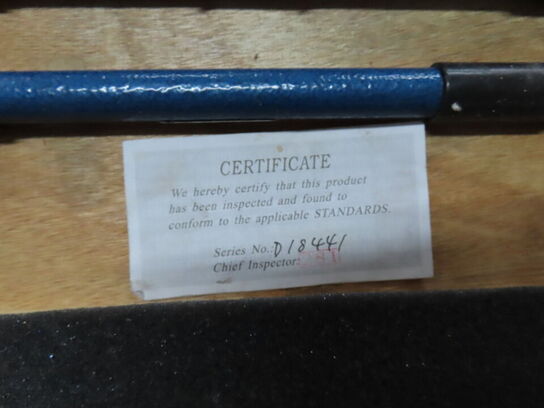 CERTIFICATE
We hereby certify that this product
has been inspected and found to
conform to the applicable STANDARDS.
Series No.: D18441
Chief Inspector: